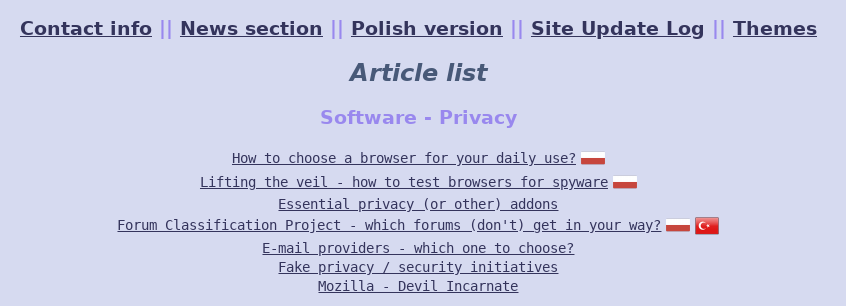 Contact info || News section || Polish version || Site Update Log || Themes
Article list
Software - Privacy
How to choose a browser for your daily use?
Lifting the veil - how to test browsers for spyware
Essential privacy (or other) addons
Forum Classification Project - which forums (don't) get in your way?
E-mail providers - which one to choose?
Fake privacy / security initiatives
Mozilla - Devil Incarnate